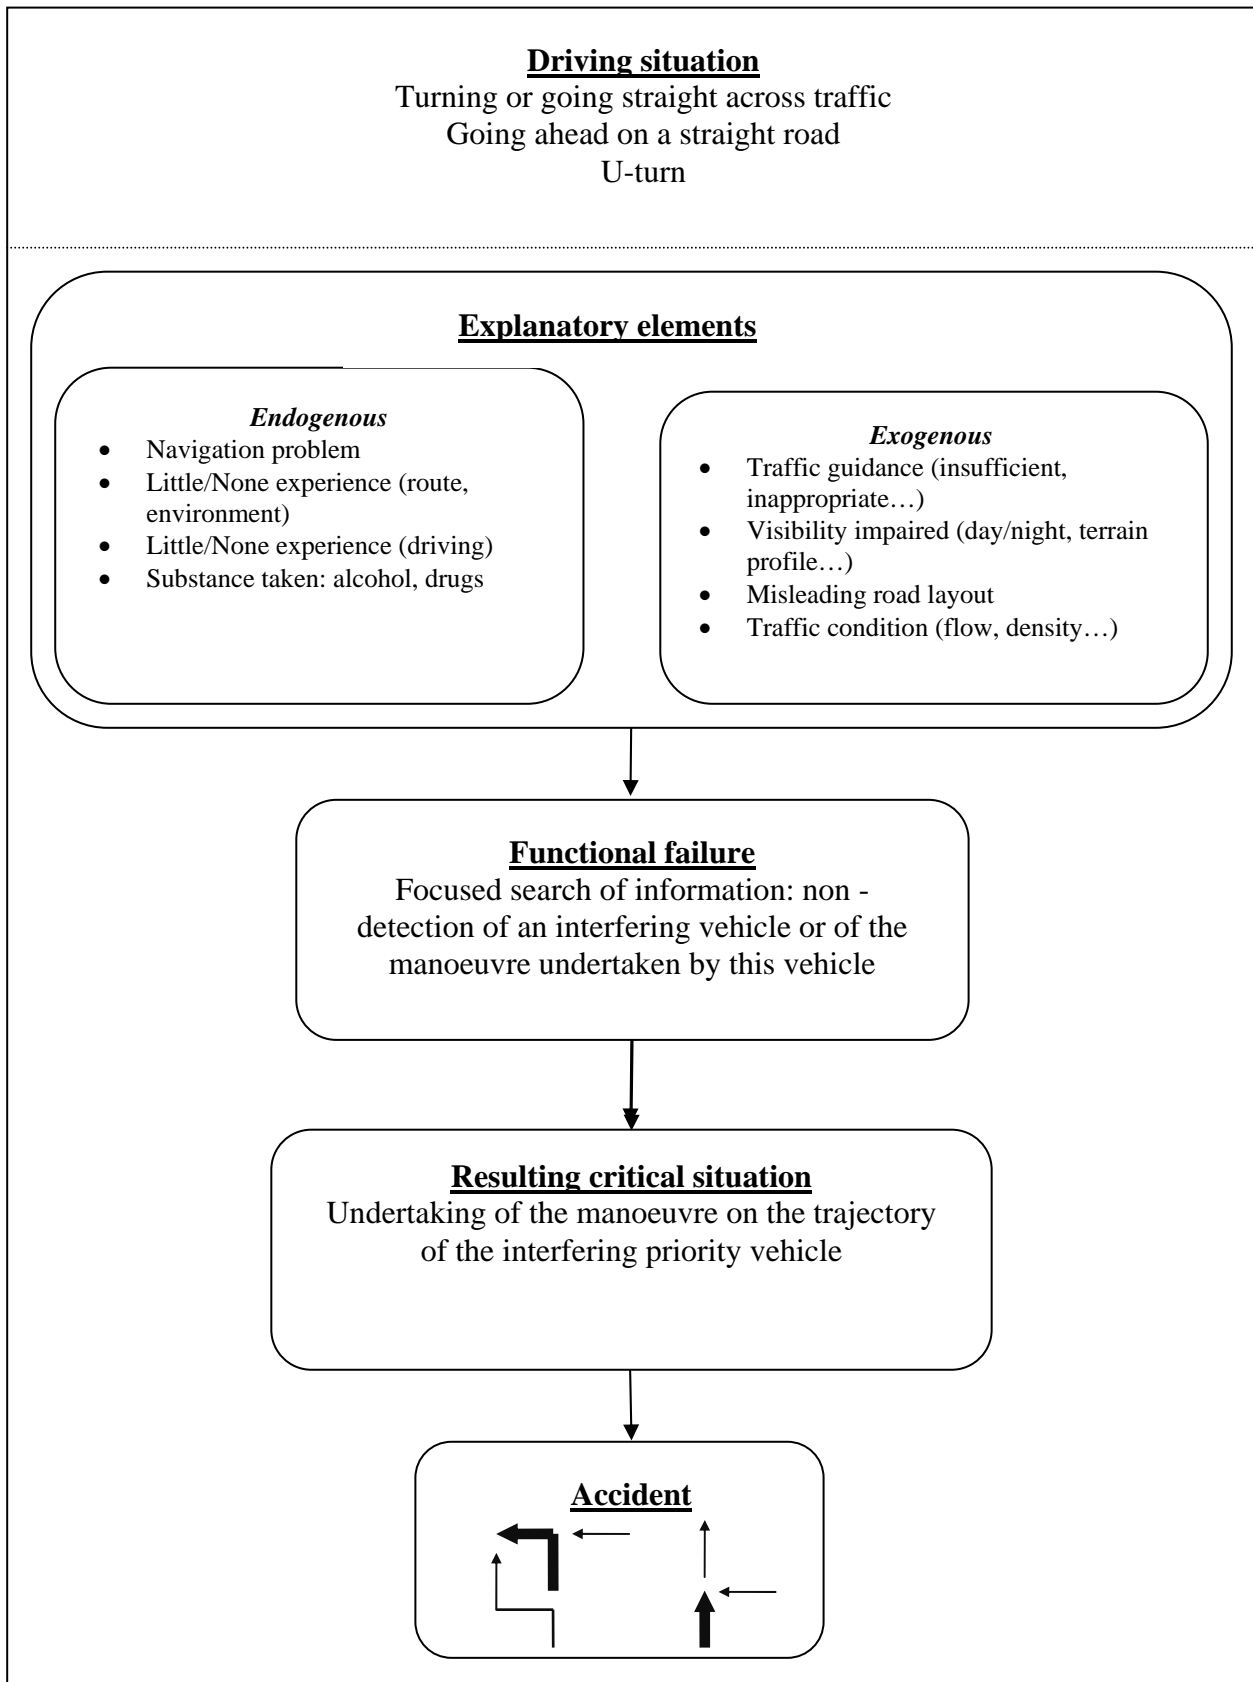 Driving situation
Turning or going straight across traffic
Going ahead on a straight road
U-turn
Explanatory elements
Endogenous
• Navigation problem
• Little/None experience (route,
environment)
• Little/None experience (driving)
• Substance taken: alcohol, drugs
Exogenous
• Traffic guidance (insufficient,
inappropriate…)
• Visibility impaired (day/night, terrain
profile…)
• Misleading road layout
• Traffic condition (flow, density…)
Functional failure
Focused search of information: non -
detection of an interfering vehicle or of the
manoeuvre undertaken by this vehicle
Resulting critical situation
Undertaking of the manoeuvre on the trajectory
of the interfering priority vehicle
Accident